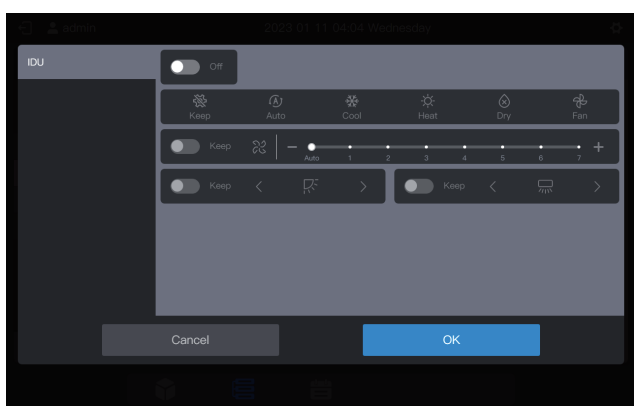 admin 2023 01 11 04:04 Wednesday
IDU
Off
Keep Auto Cool Heat Dry Fan
Keep Auto 1 2 3 4 5 6 7
Keep Keep
Cancel OK